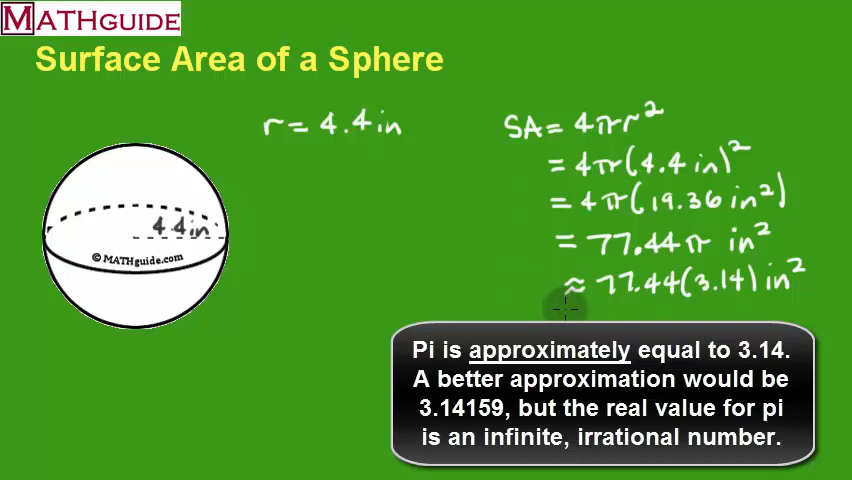 MATHGUIDE
Surface Area of a Sphere
r = 4.4 in
SA = 4πr²
= 4π(4.4 in)²
= 4π(19.36 in²)
= 77.44π in²
≈ 77.44(3.14) in²
4.4in
© MATHguide.com
Pi is approximately equal to 3.14.
A better approximation would be
3.14159, but the real value for pi
is an infinite, irrational number.